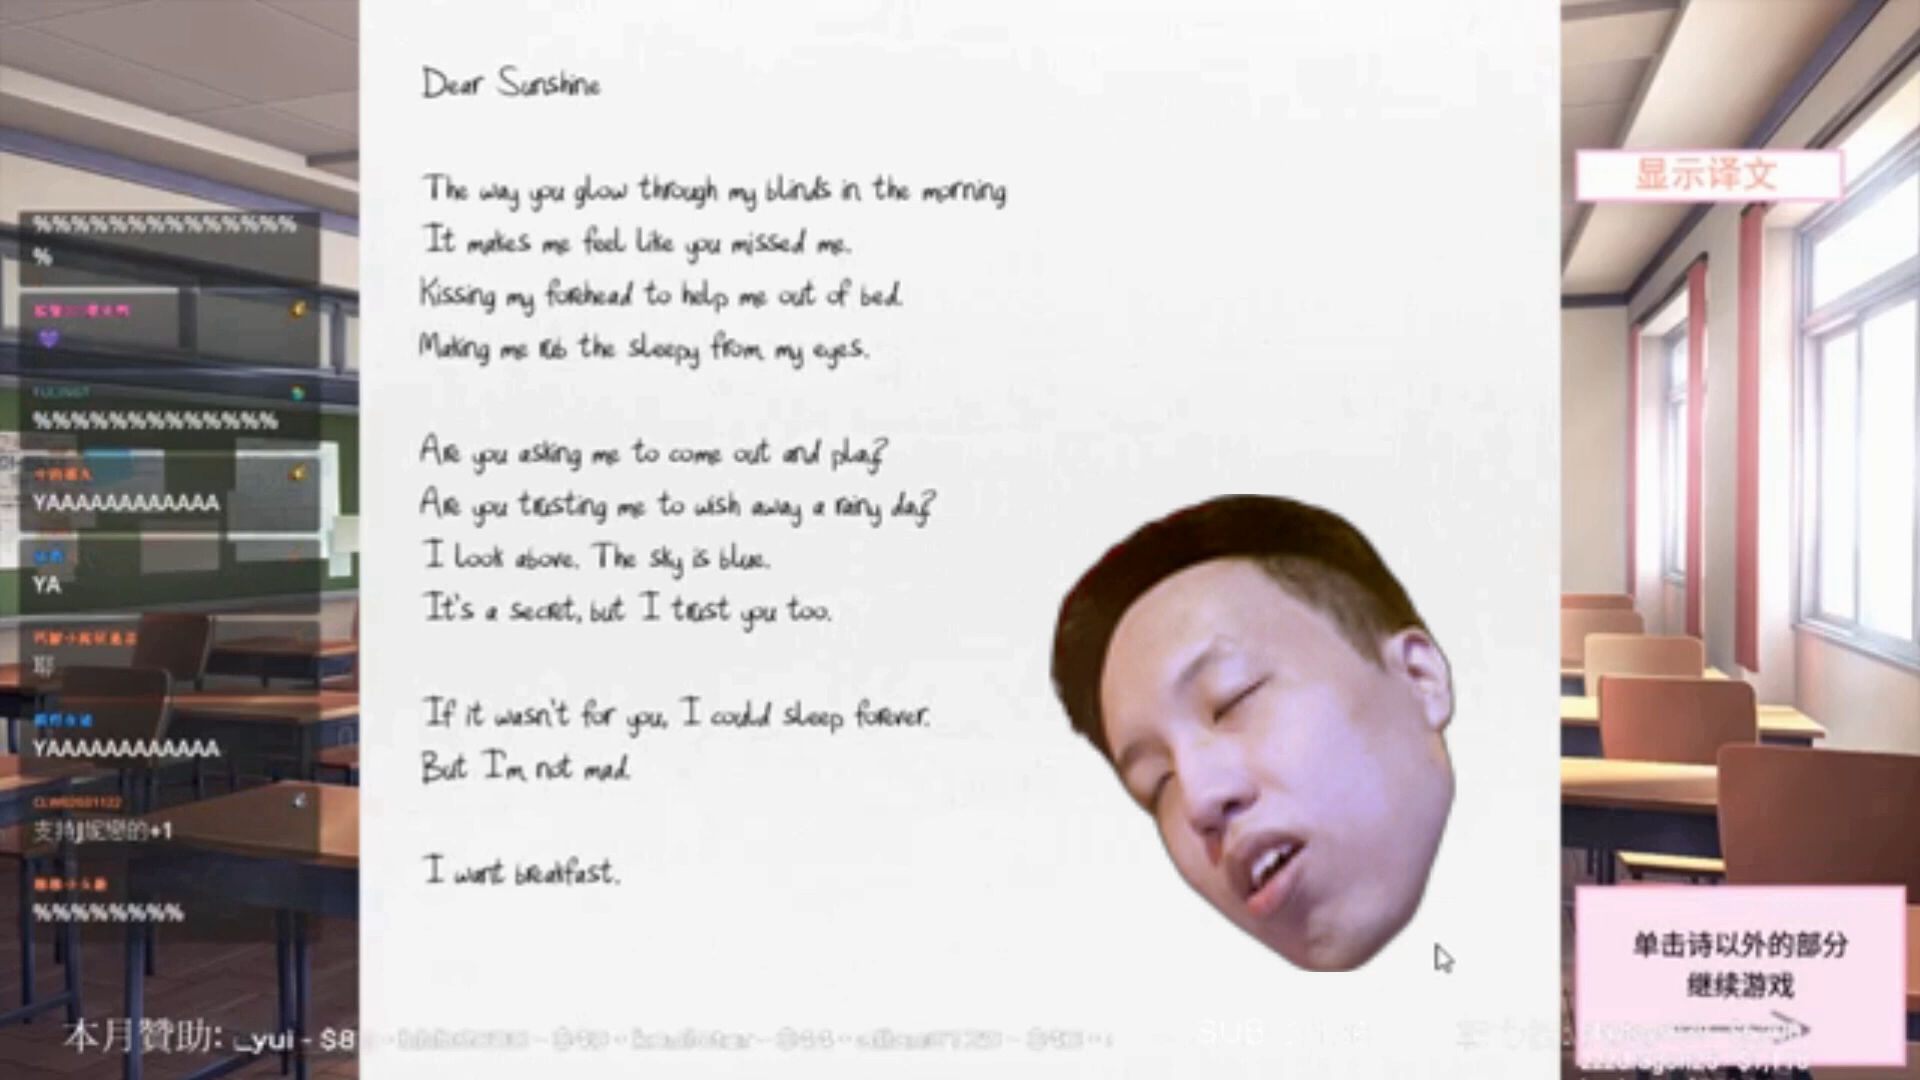 Dear Sunshine
The way you glow through my blinds in the morning
It makes me feel like you missed me.
Kissing my forehead to help me out of bed.
Making me rub the sleepy from my eyes.
Are you asking me to come out and play?
Are you trusting me to wish away a rainy day?
I look above. The sky is blue.
It's a secret, but I trust you too.
If it wasn't for you, I could sleep forever.
But I'm not mad.
I want breakfast.
%%%%%%%%%%%%%%
%
%%%%%%%%%%%%%
YAAAAAAAAAAAA
YA
耶
YAAAAAAAAAAAA
支持JJ妮戀的+1
%%%%%%%%
显示译文
单击诗以外的部分
继续游戏
本月贊助: _yui - $8